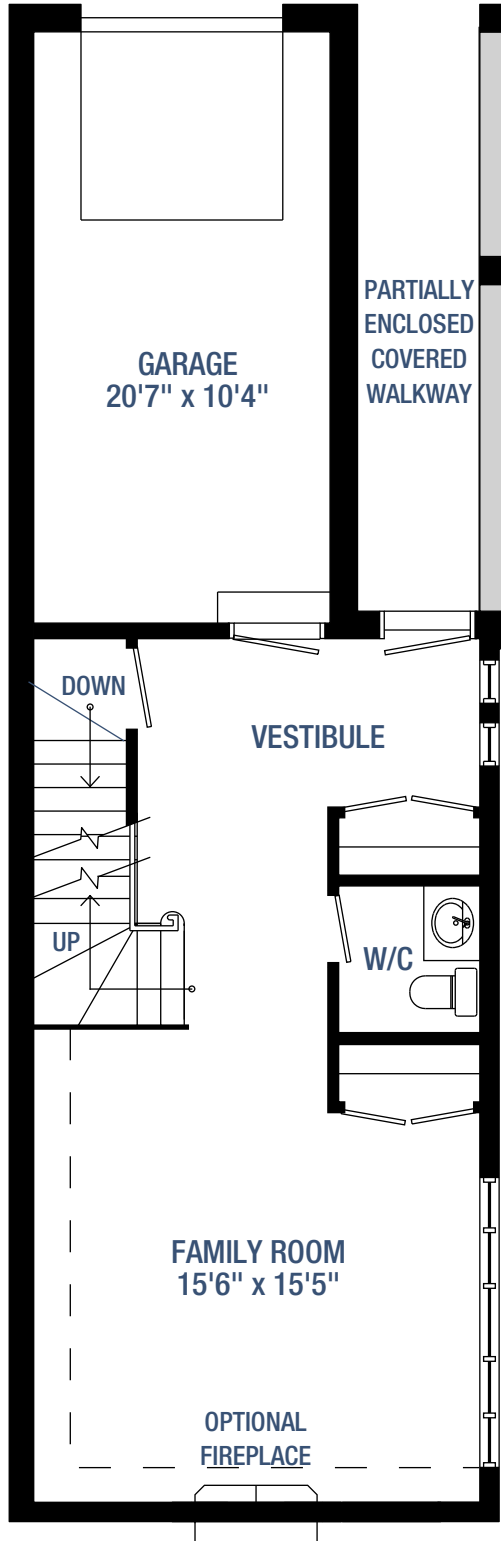 PARTIALLY
ENCLOSED
COVERED
WALKWAY
GARAGE
20'7" x 10'4"
DOWN
VESTIBULE
UP
W/C
FAMILY ROOM
15'6" x 15'5"
OPTIONAL
FIREPLACE